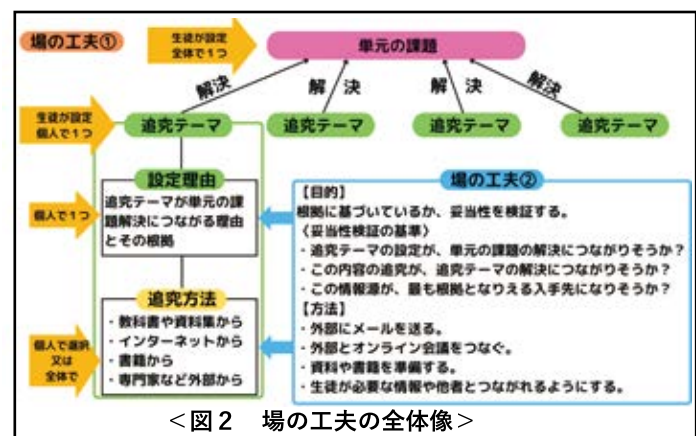 場の工夫①
生徒が設定
全体で1つ
単元の課題
解決
解決
解決
解決
生徒が設定
個人で1つ
追究テーマ
追究テーマ
追究テーマ
追究テーマ
設定理由
個人で1つ
追究テーマが単元の課
題解決につながる理由
とその根拠
追究方法
個人で選択
又は
全体で
・教科書や資料集から
・インターネットから
・書籍から
・専門家など外部から
場の工夫②
【目的】
根拠に基づいているか、妥当性を検証する。
〈妥当性検証の基準〉
・追究テーマの設定が、単元の課題の解決につながりそうか？
・この内容の追究が、追究テーマの解決につながりそうか？
・この情報源が、最も根拠となりえる入手先になりそうか？
【方法】
・外部にメールを送る。
・外部とオンライン会議をつなぐ。
・資料や書籍を準備する。
・生徒が必要な情報や他者とつながれるようにする。
＜図２　場の工夫の全体像＞